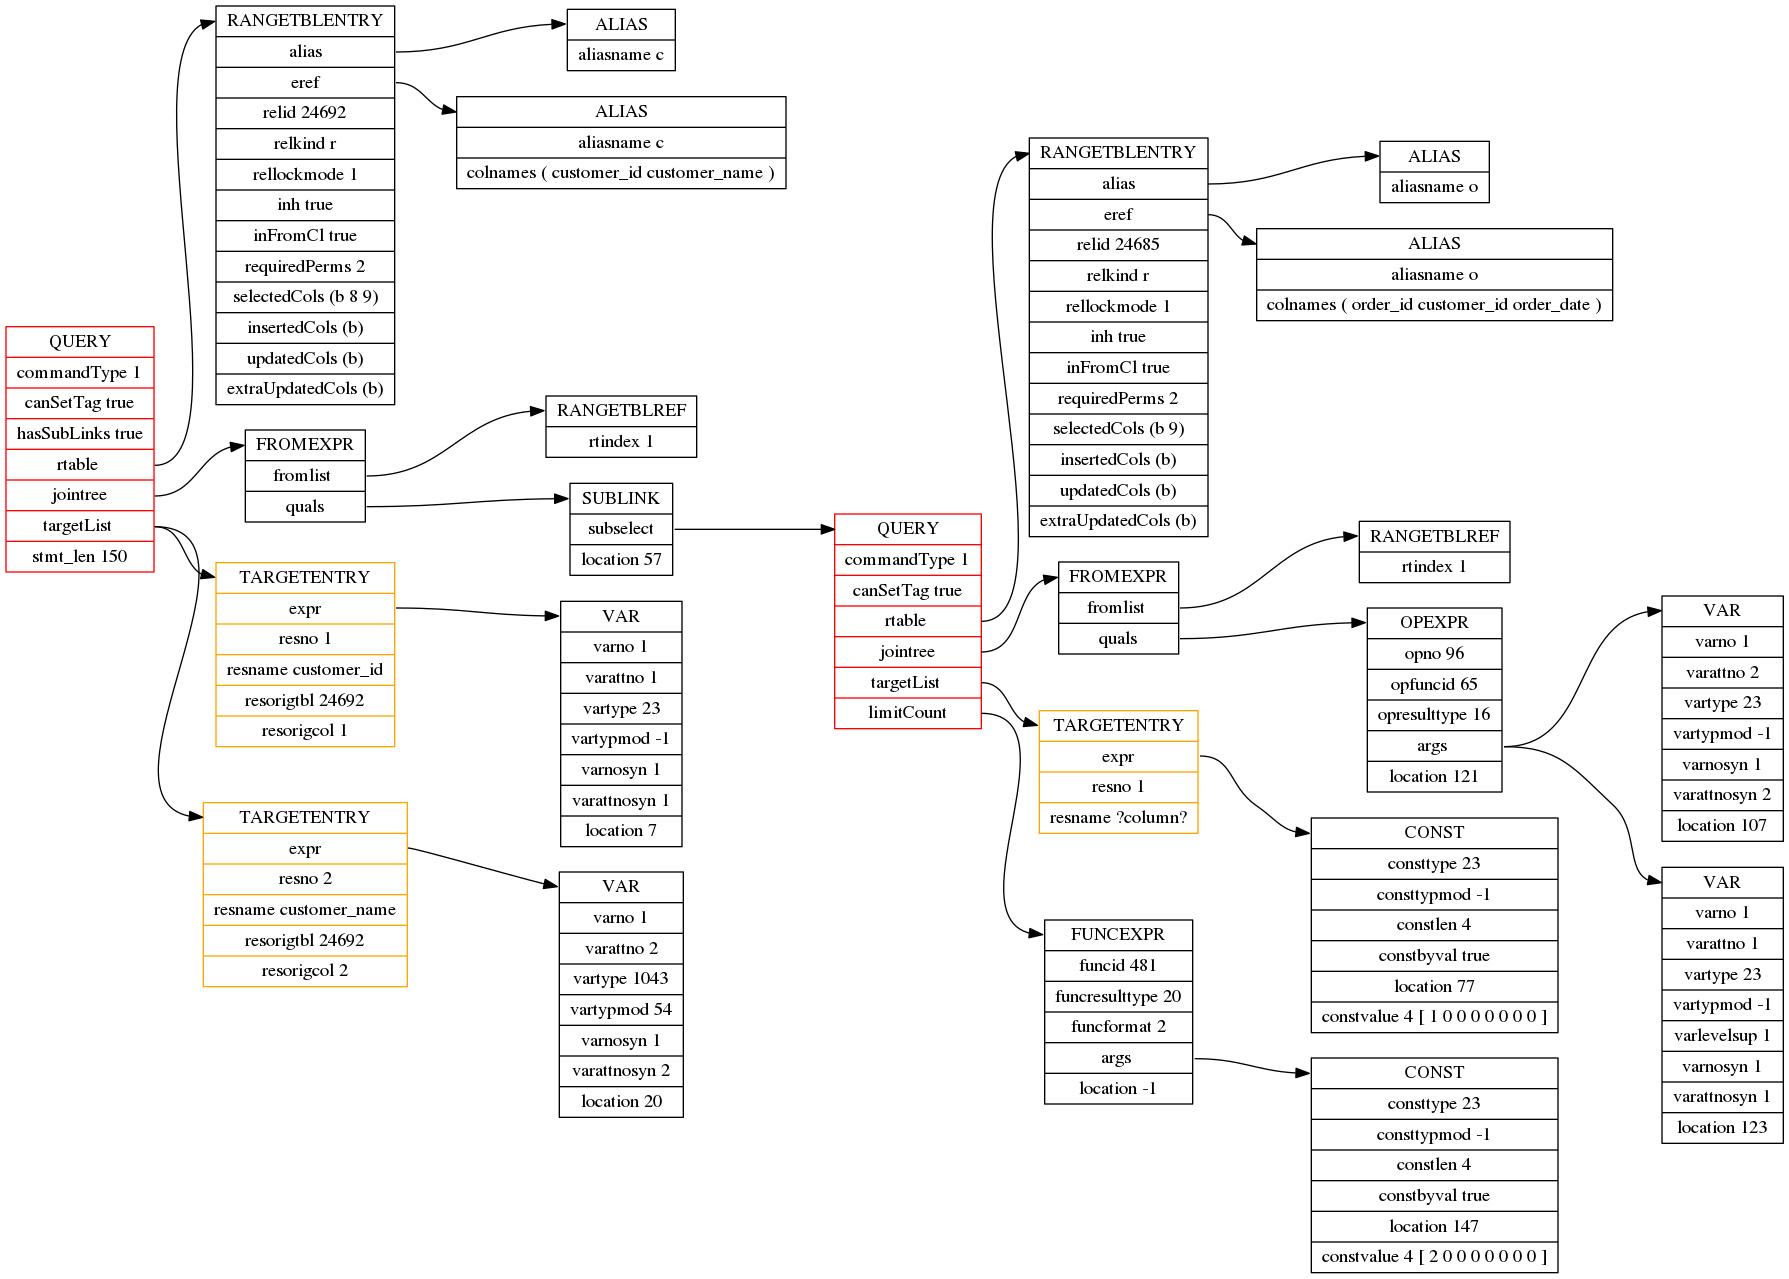 RANGETBLENTRY
alias
eref
relid 24692
relkind r
rellockmode 1
inh true
inFromCl true
requiredPerms 2
selectedCols (b 8 9)
insertedCols (b)
updatedCols (b)
extraUpdatedCols (b)
ALIAS
aliasname c
ALIAS
aliasname c
colnames ( customer_id customer_name )
QUERY
commandType 1
canSetTag true
hasSubLinks true
rtable
jointree
targetList
stmt_len 150
FROMEXPR
fromlist
quals
RANGETBLREF
rtindex 1
SUBLINK
subselect
location 57
TARGETENTRY
expr
resno 1
resname customer_id
resorigtbl 24692
resorigcol 1
VAR
varno 1
varattno 1
vartype 23
vartypmod -1
varnosyn 1
varattnosyn 1
location 7
TARGETENTRY
expr
resno 2
resname customer_name
resorigtbl 24692
resorigcol 2
VAR
varno 1
varattno 2
vartype 1043
vartypmod 54
varnosyn 1
varattnosyn 2
location 20
QUERY
commandType 1
canSetTag true
rtable
jointree
targetList
limitCount
RANGETBLENTRY
alias
eref
relid 24685
relkind r
rellockmode 1
inh true
inFromCl true
requiredPerms 2
selectedCols (b 9)
insertedCols (b)
updatedCols (b)
extraUpdatedCols (b)
ALIAS
aliasname o
ALIAS
aliasname o
colnames ( order_id customer_id order_date )
FROMEXPR
fromlist
quals
RANGETBLREF
rtindex 1
OPEXPR
opno 96
opfuncid 65
opresulttype 16
args
location 121
VAR
varno 1
varattno 2
vartype 23
vartypmod -1
varnosyn 1
varattnosyn 2
location 107
VAR
varno 1
varattno 1
vartype 23
vartypmod -1
varlevelsup 1
varnosyn 1
varattnosyn 1
location 123
TARGETENTRY
expr
resno 1
resname ?column?
CONST
consttype 23
consttypmod -1
constlen 4
constbyval true
location 77
constvalue 4 [ 1 0 0 0 0 0 0 0 ]
FUNCEXPR
funcid 481
funcresulttype 20
funcformat 2
args
location -1
CONST
consttype 23
consttypmod -1
constlen 4
constbyval true
location 147
constvalue 4 [ 2 0 0 0 0 0 0 0 ]